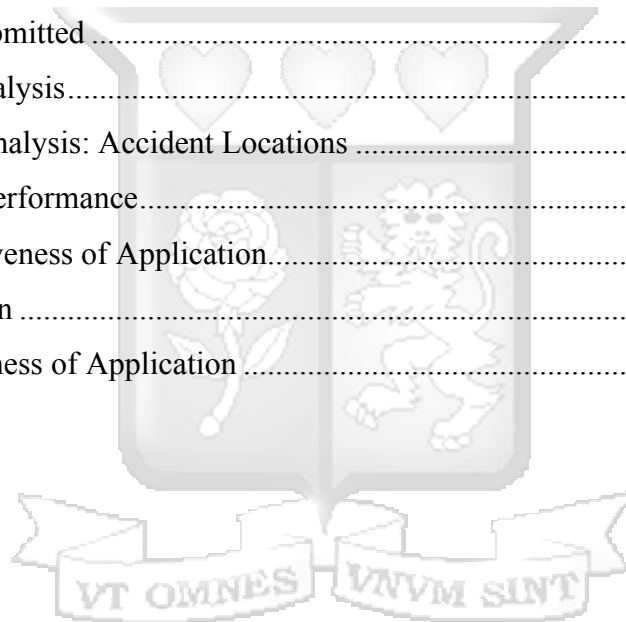 omitted ....................................................................
alysis.......................................................................
nalysis: Accident Locations ..................................
erformance..............................................................
veness of Application.............................................
n ..............................................................................
ness of Application .................................................
VT OMNES VNVM SINT